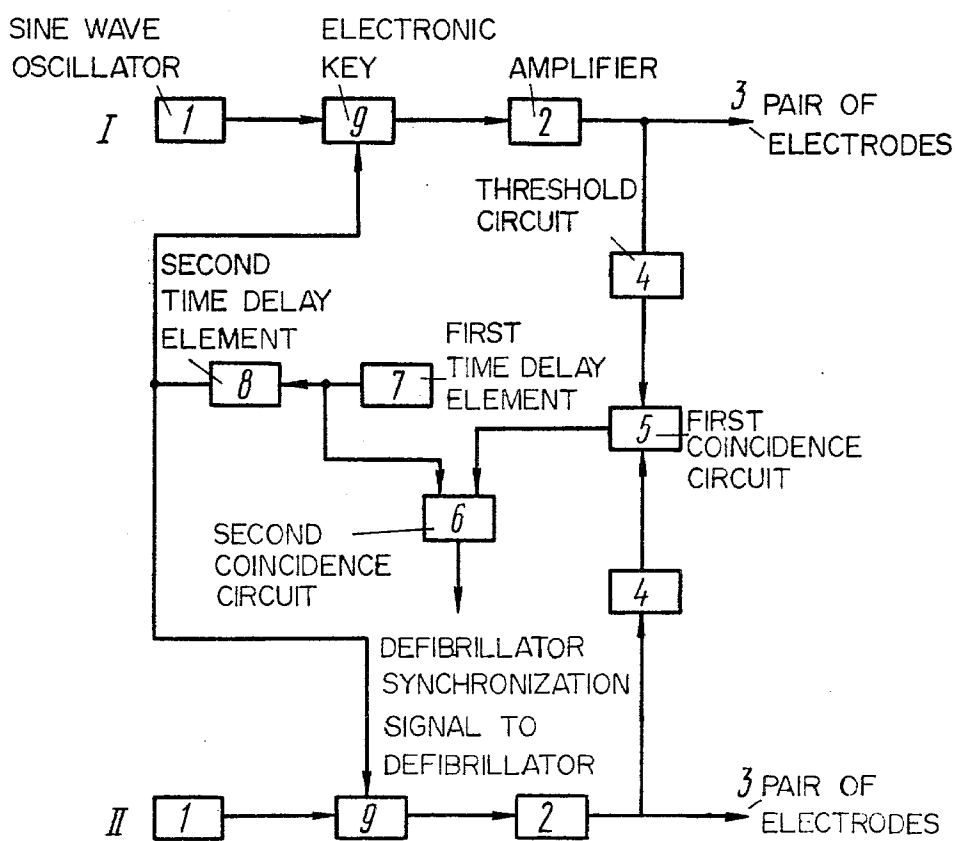 SINE WAVE
OSCILLATOR
ELECTRONIC
KEY
AMPLIFIER
I
1
9
2
3 PAIR OF
ELECTRODES
THRESHOLD
CIRCUIT
4
SECOND
TIME DELAY
ELEMENT
8
7
FIRST
TIME DELAY
ELEMENT
5
FIRST
COINCIDENCE
CIRCUIT
6
SECOND
COINCIDENCE
CIRCUIT
4
DEFIBRILLATOR
SYNCHRONIZATION
SIGNAL TO
DEFIBRILLATOR
II
1
9
2
3 PAIR OF
ELECTRODES